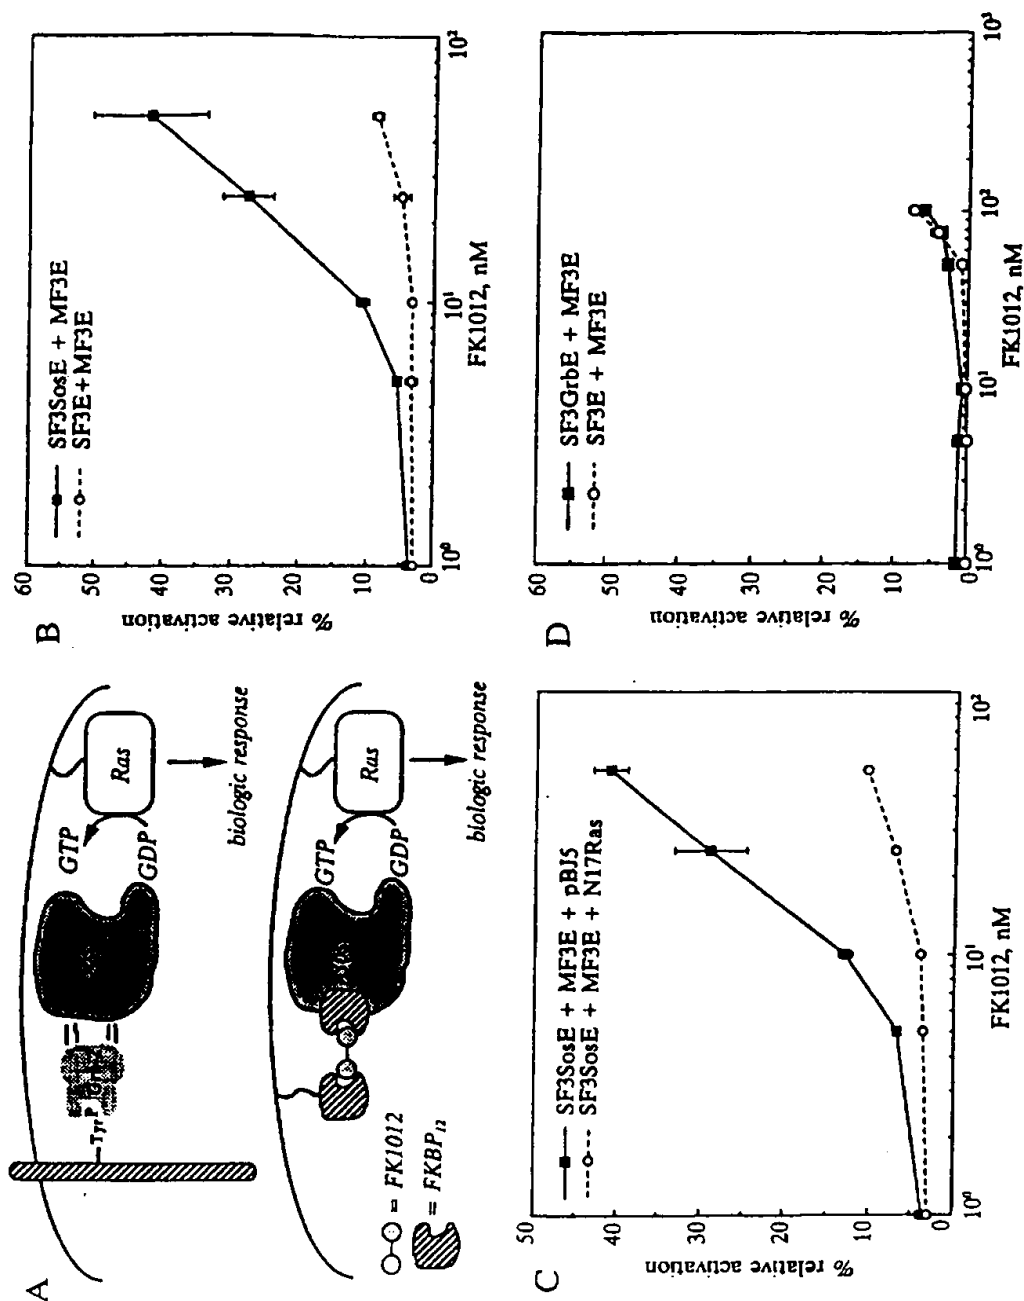 A
GTP
TyrP
GDP
Ras
biologic response
GTP
GDP
Ras
biologic response
= FK1012
= FKBP12
B
SF3SosE + MF3E
SF3E+MF3E
% relative activation
60
50
40
30
20
10
0
10⁰
10¹
10²
FK1012, nM
C
SF3SosE + MF3E + pBJ5
SF3SosE + MF3E + N17Ras
% relative activation
50
40
30
20
10
0
10⁰
10¹
10²
FK1012, nM
D
SF3GrbE + MF3E
SF3E + MF3E
% relative activation
60
50
40
30
20
10
0
10⁰
10¹
10²
10³
FK1012, nM